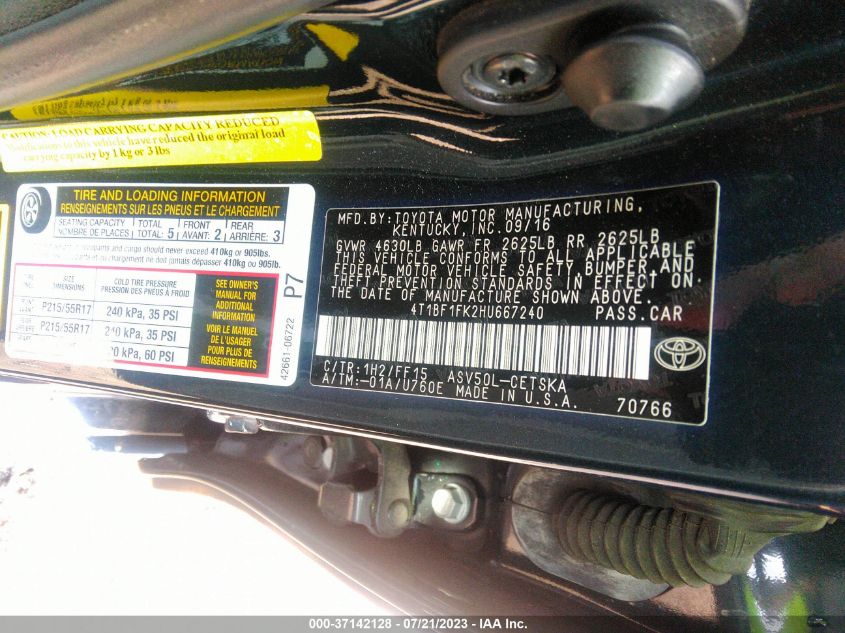 CAUTION: LOAD CARRYING CAPACITY REDUCED
Modifications to this vehicle have reduced the original load
carrying capacity by 1 kg or 3 lbs
TIRE AND LOADING INFORMATION
RENSEIGNEMENTS SUR LES PNEUS ET LE CHARGEMENT
SEATING CAPACITY
NOMBRE DE PLACES
TOTAL: 5
FRONT
AVANT: 2
REAR
ARRIÈRE: 3
occupants and cargo should never exceed 410kg or 905lbs.
et du chargement ne doit jamais dépasser 410kg ou 905lb.
SIZE
DIMENSIONS
COLD TIRE PRESSURE
PRESSION DES PNEUS À FROID
P215/55R17
240 kPa, 35 PSI
P215/55R17
240 kPa, 35 PSI
kPa, 60 PSI
SEE OWNER'S
MANUAL FOR
ADDITIONAL
INFORMATION
VOIR LE MANUEL
DE L'USAGER
POUR PLUS DE
RENSEIGNEMENTS
P7
42661-06722
MFD.BY:TOYOTA MOTOR MANUFACTURING,
KENTUCKY,INC.09/16
GVWR 4630LB GAWR FR 2625LB RR 2625LB
THIS VEHICLE CONFORMS TO ALL APPLICABLE
FEDERAL MOTOR VEHICLE SAFETY,BUMPER,AND
THEFT PREVENTION STANDARDS IN EFFECT ON
THE DATE OF MANUFACTURE SHOWN ABOVE.
4T1BF1FK2HU667240 PASS.CAR
C/TR:1H2/FF15 ASV50L-CETSKA
A/TM:-01A/U760E MADE IN U.S.A.
70766
000-37142128 - 07/21/2023 - IAA Inc.